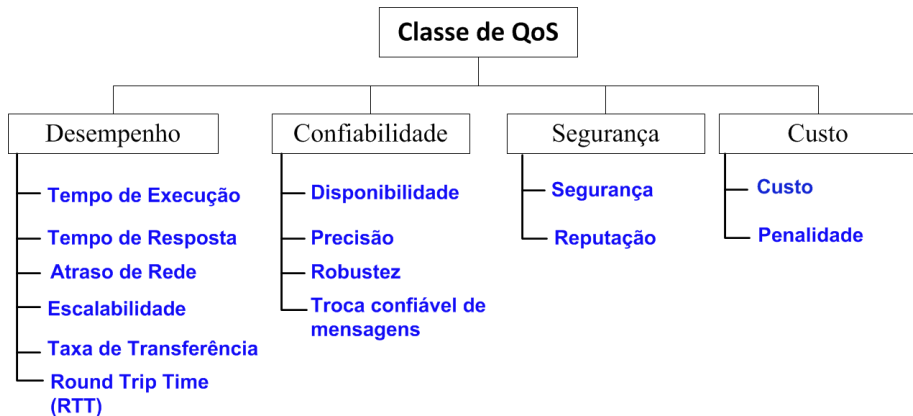 Classe de QoS
Desempenho
Tempo de Execução
Tempo de Resposta
Atraso de Rede
Escalabilidade
Taxa de Transferência
Round Trip Time
(RTT)
Confiabilidade
Disponibilidade
Precisão
Robustez
Troca confiável de
mensagens
Segurança
Segurança
Reputação
Custo
Custo
Penalidade